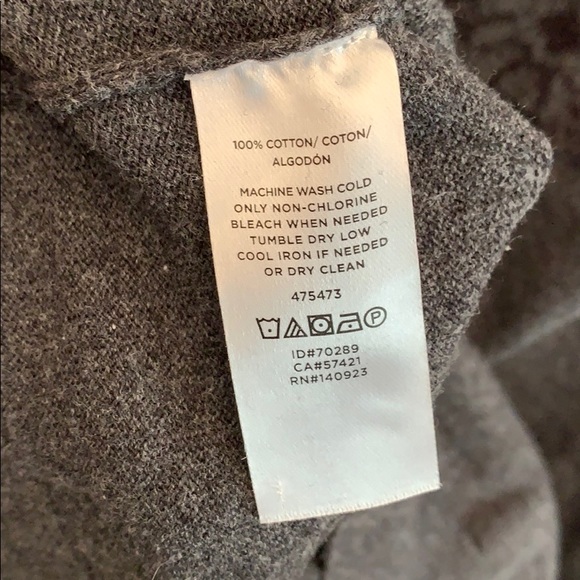 100% COTTON/ COTON/
ALGODÓN
MACHINE WASH COLD
ONLY NON-CHLORINE
BLEACH WHEN NEEDED
TUMBLE DRY LOW
COOL IRON IF NEEDED
OR DRY CLEAN
475473
P
ID#70289
CA#57421
RN#140923